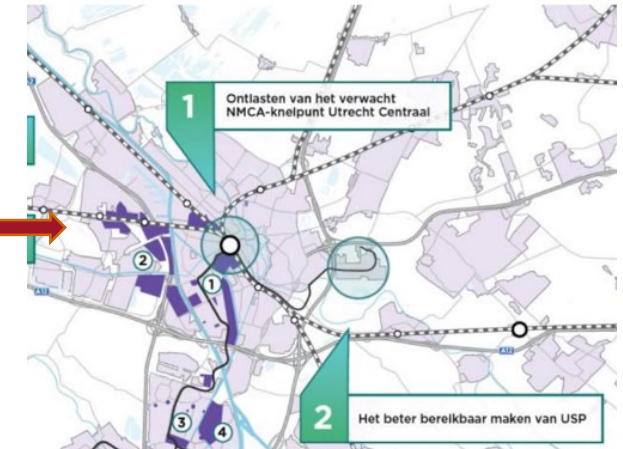 1
Ontlasten van het verwacht
NMCA-knelpunt Utrecht Centraal
2
1
A12
A12
2
Het beter bereikbaar maken van USP
3
4